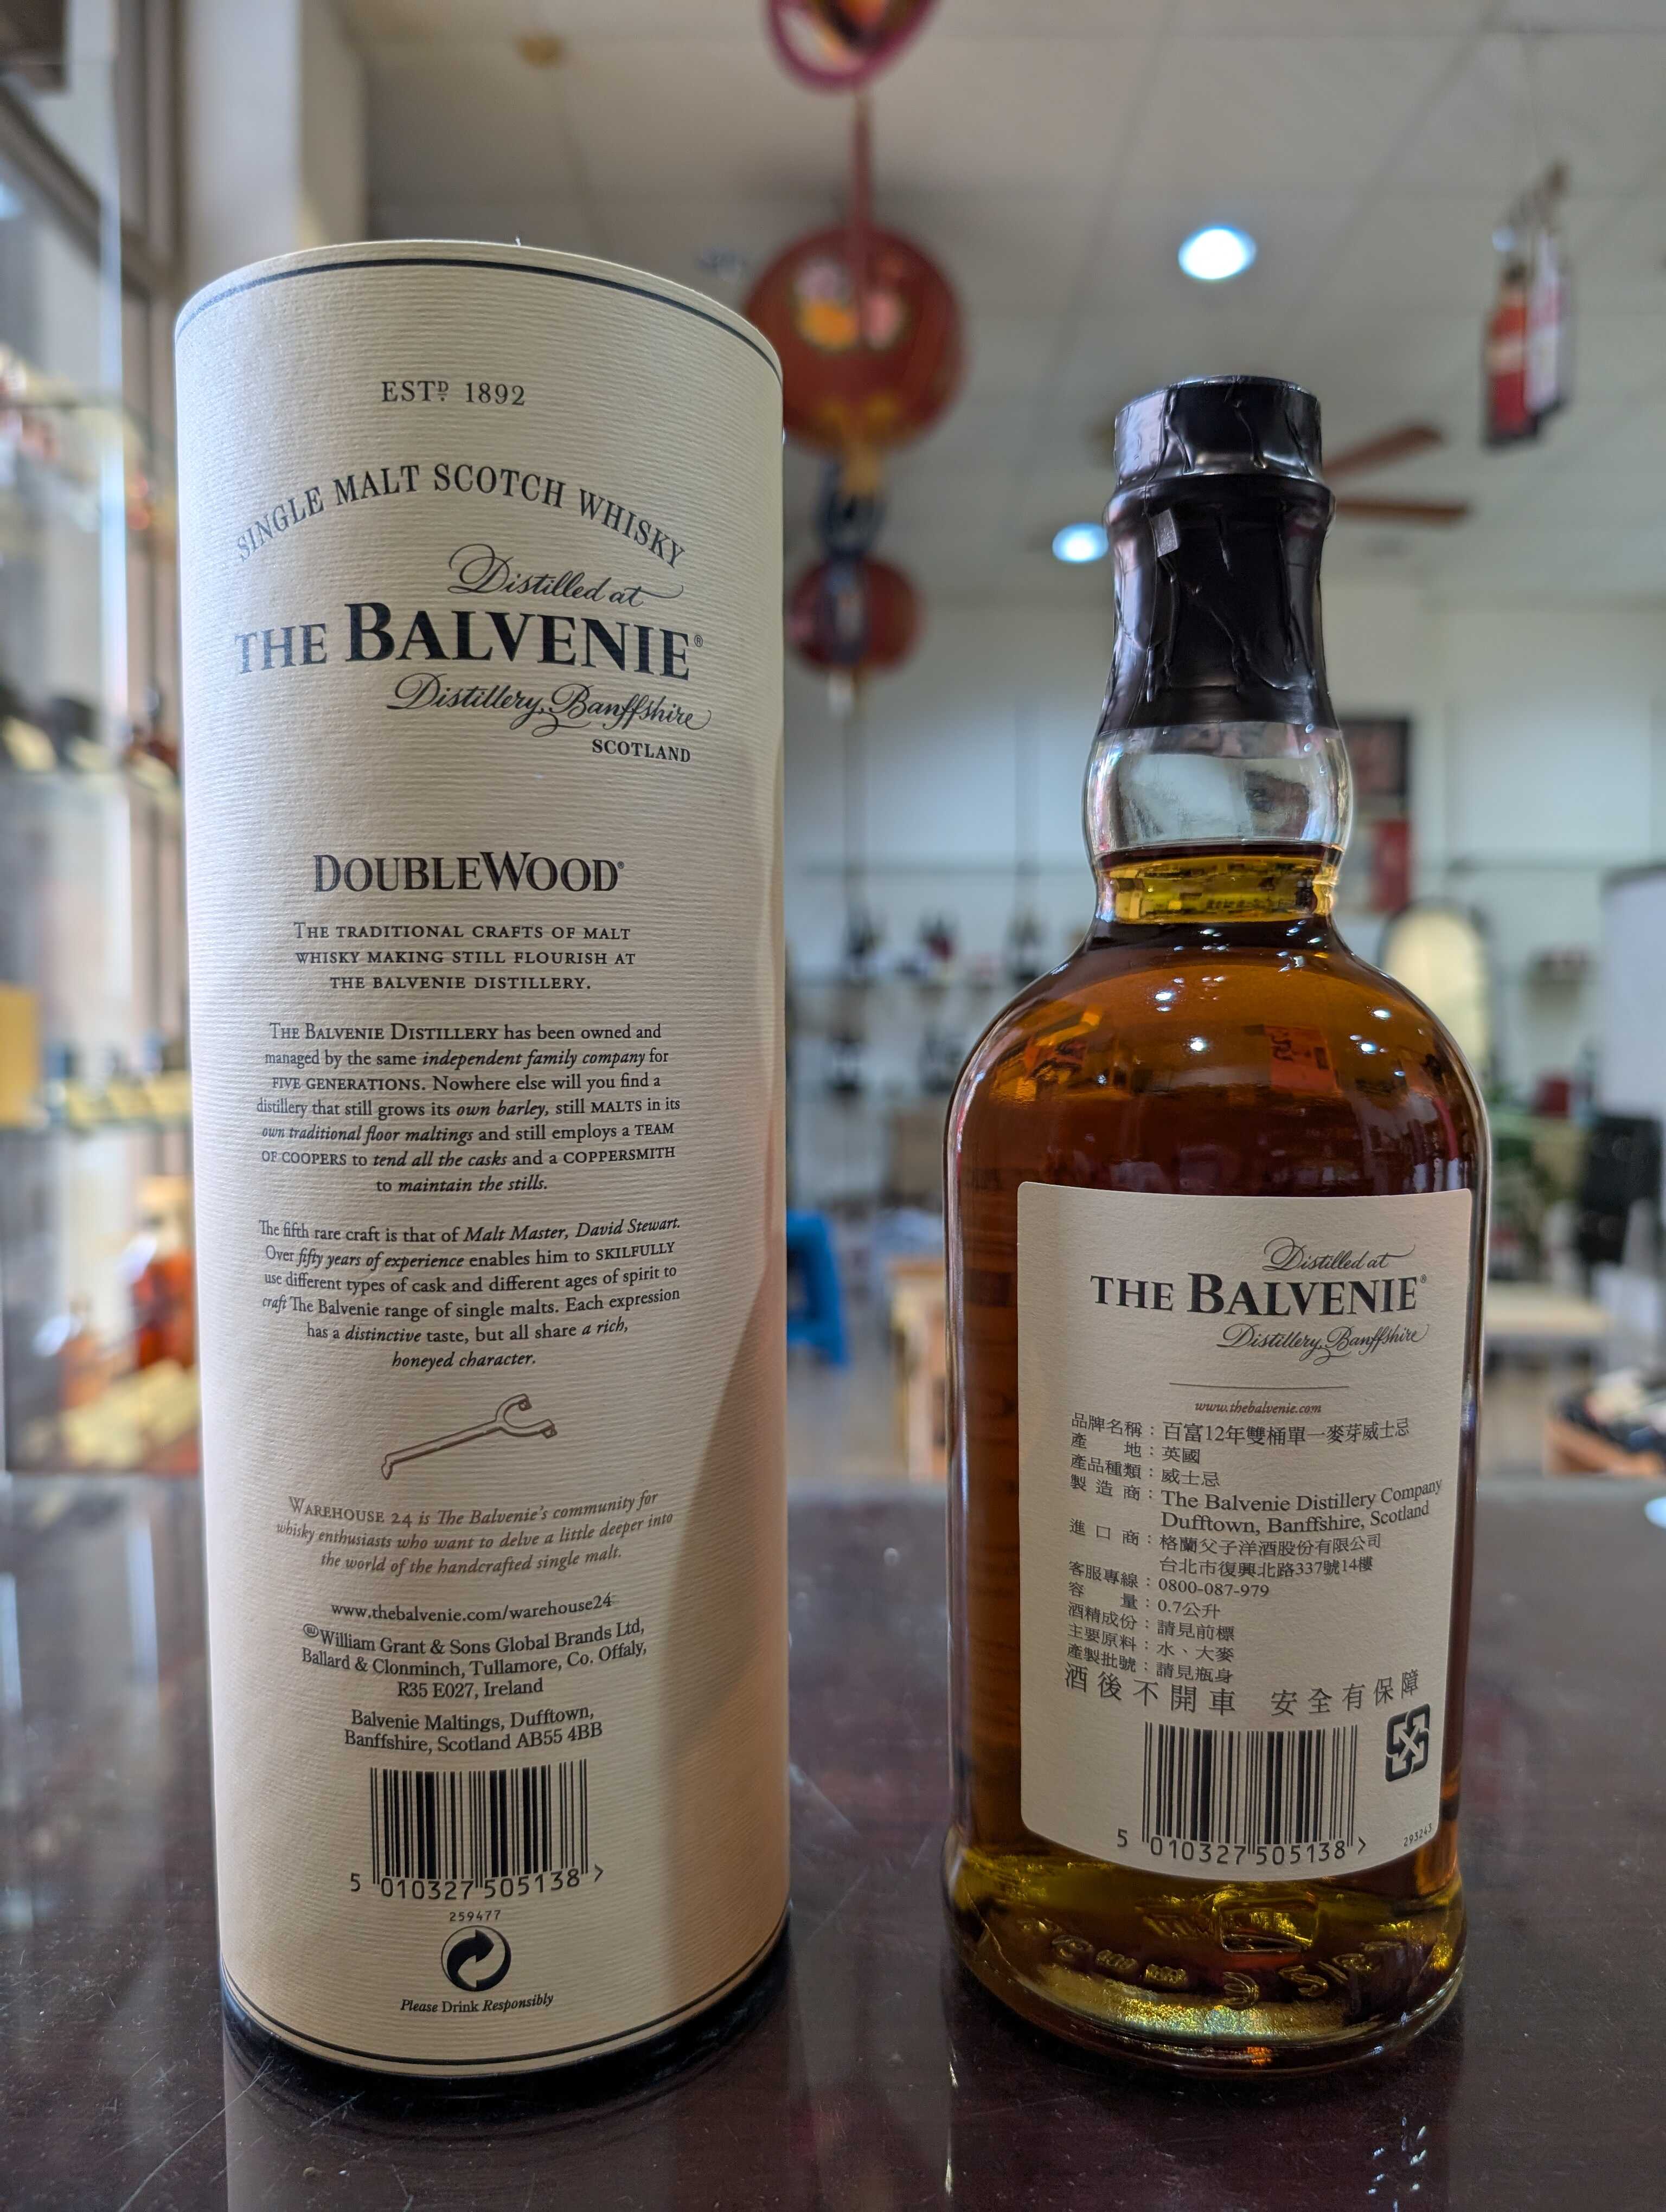 ESTD 1892
SINGLE MALT SCOTCH WHISKY
Distilled at
THE BALVENIE®
Distillery, Banffshire
SCOTLAND
DOUBLEWOOD®
THE TRADITIONAL CRAFTS OF MALT
WHISKY MAKING STILL FLOURISH AT
THE BALVENIE DISTILLERY.
THE BALVENIE DISTILLERY has been owned and
managed by the same independent family company for
FIVE GENERATIONS. Nowhere else will you find a
distillery that still grows its own barley, still MALTS in its
own traditional floor maltings and still employs a TEAM
OF COOPERS to tend all the casks and a COPPERSMITH
to maintain the stills.
The fifth rare craft is that of Malt Master, David Stewart.
Over fifty years of experience enables him to SKILFULLY
use different types of cask and different ages of spirit to
craft The Balvenie range of single malts. Each expression
has a distinctive taste, but all share a rich,
honeyed character.
WAREHOUSE 24 is The Balvenie's community for
whisky enthusiasts who want to delve a little deeper into
the world of the handcrafted single malt.
www.thebalvenie.com/warehouse24
William Grant & Sons Global Brands Ltd,
Ballard & Clonminch, Tullamore, Co. Offaly,
R35 E027, Ireland
Balvenie Maltings, Dufftown,
Banffshire, Scotland AB55 4BB
5 010327 505138 >
259477
Please Drink Responsibly
Distilled at
THE BALVENIE®
Distillery, Banffshire
www.thebalvenie.com
品牌名稱：百富12年雙桶單一麥芽威士忌
產地：英國
產品種類：威士忌
製造商：The Balvenie Distillery Company
Dufftown, Banffshire, Scotland
進口商：格蘭父子洋酒股份有限公司
台北市復興北路337號14樓
客服專線：0800-087-979
容量：0.7公升
酒精成份：請見前標
主要原料：水、大麥
產製批號：請見瓶身
酒後不開車 安全有保障
5 010327 505138 >
293243